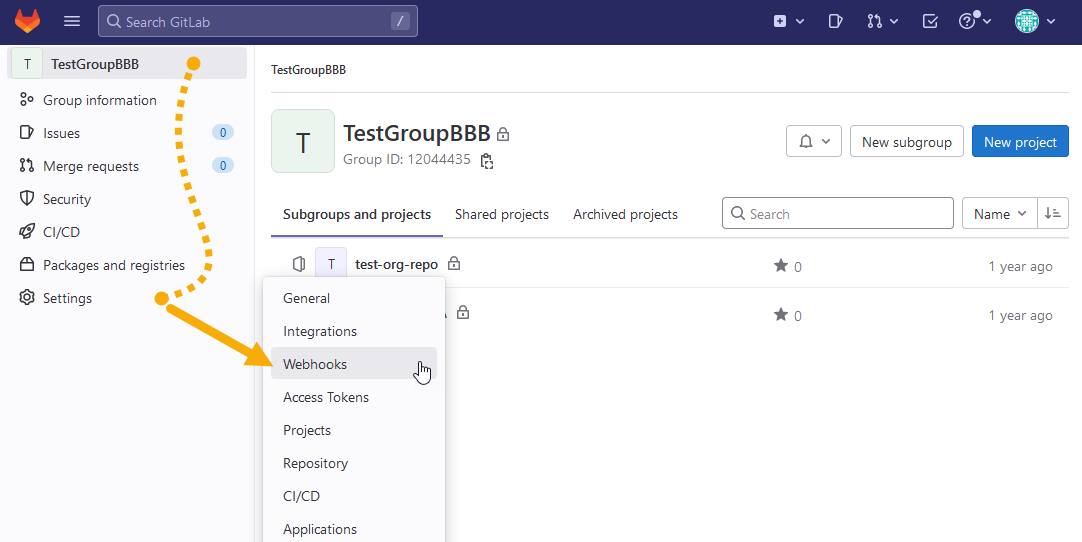 Search GitLab /
T TestGroupBBB
Group information
Issues 0
Merge requests 0
Security
CI/CD
Packages and registries
Settings
TestGroupBBB
T
TestGroupBBB
Group ID: 12044435
New subgroup
New project
Subgroups and projects
Shared projects
Archived projects
Search
Name
T test-org-repo 0 1 year ago
0 1 year ago
General
Integrations
Webhooks
Access Tokens
Projects
Repository
CI/CD
Applications